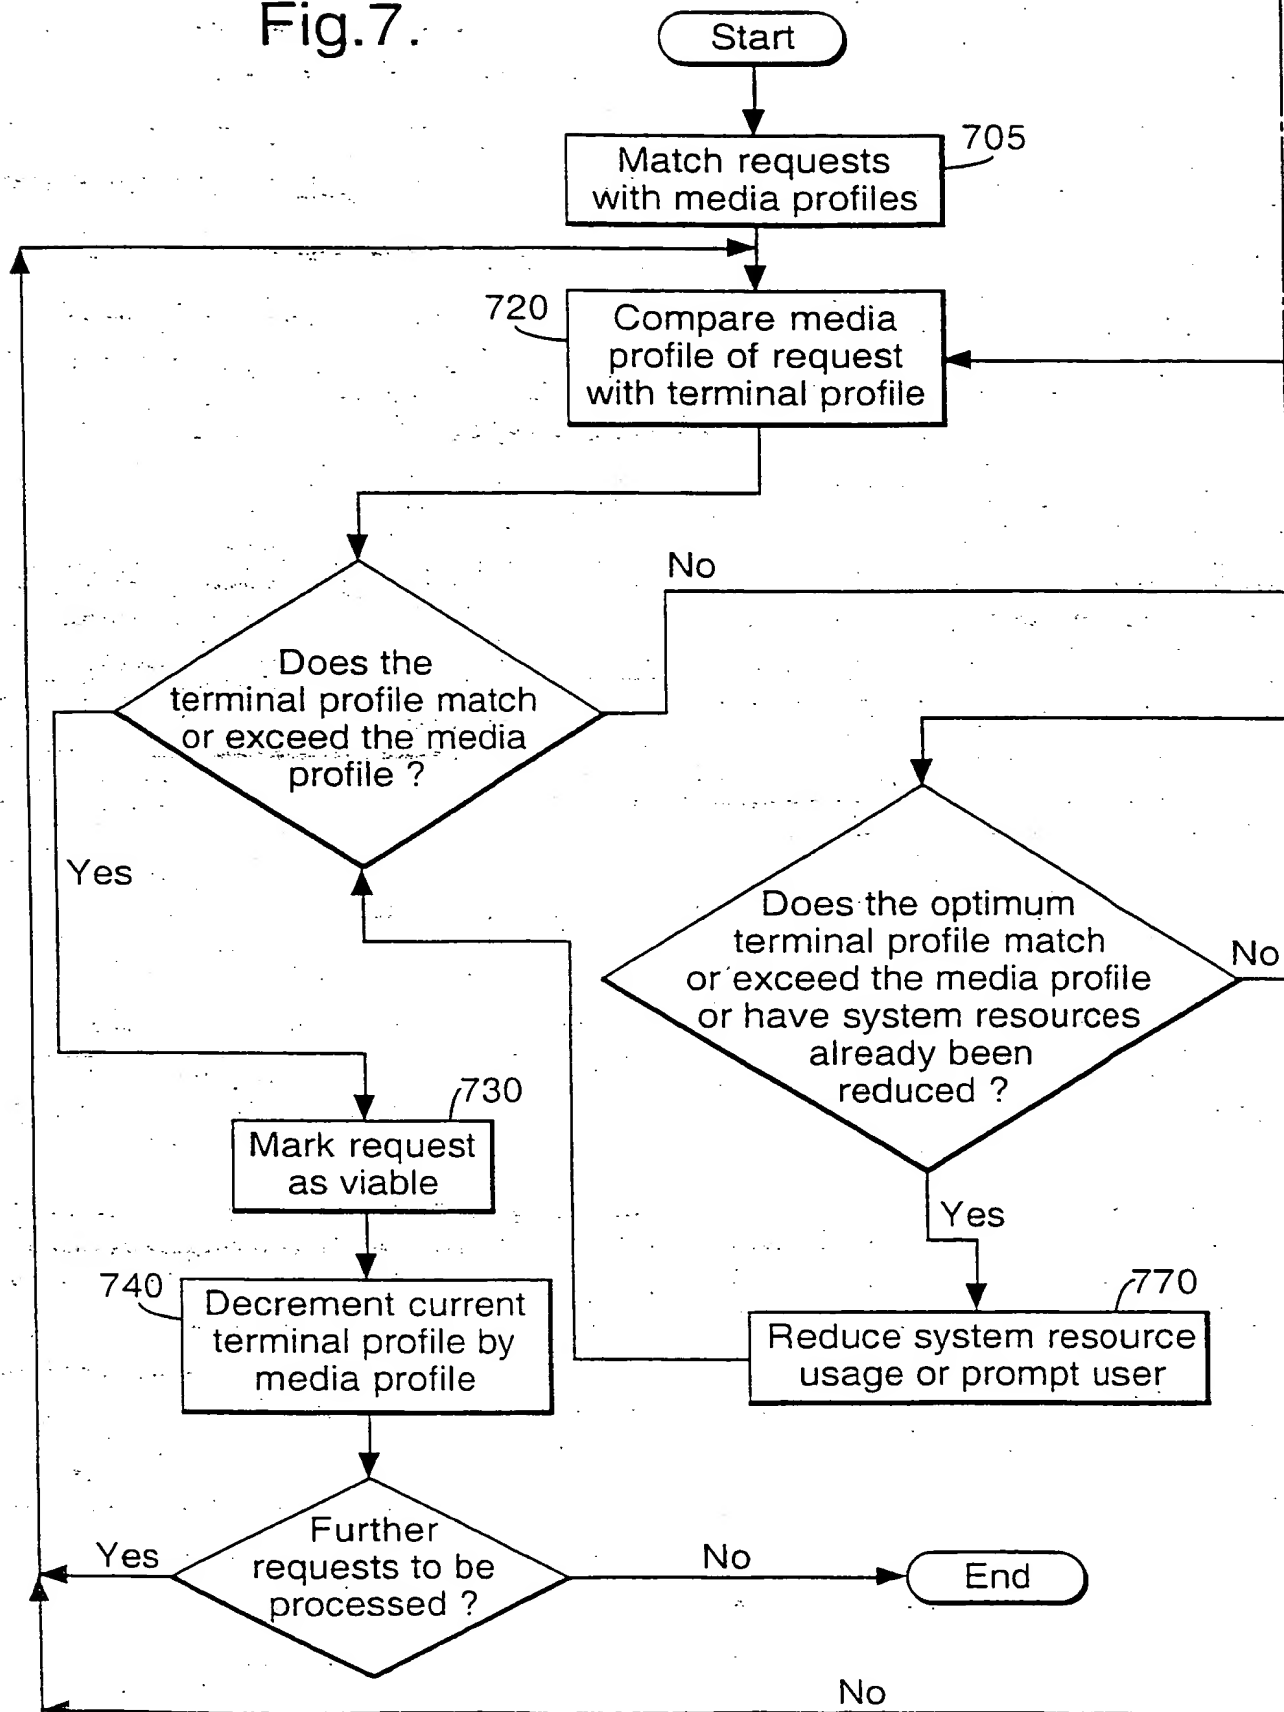 Fig.7.
Start
705
Match requests
with media profiles
720
Compare media
profile of request
with terminal profile
No
Does the
terminal profile match
or exceed the media
profile ?
Yes
Does the optimum
terminal profile match
or exceed the media profile
or have system resources
already been
reduced ?
No
730
Mark request
as viable
Yes
740
Decrement current
terminal profile by
media profile
770
Reduce system resource
usage or prompt user
Further
requests to be
processed ?
Yes
No
End
No